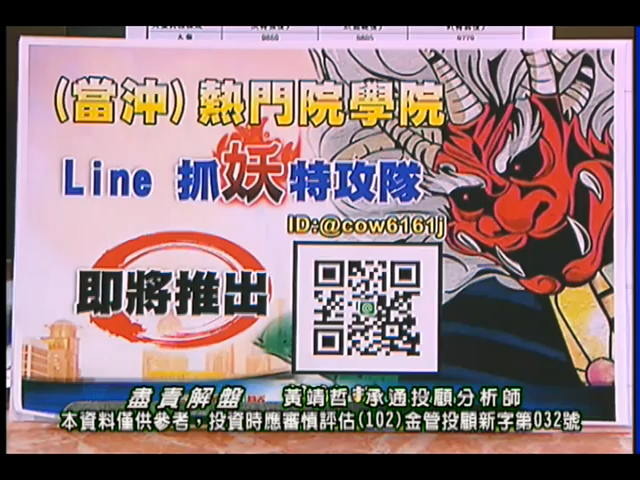 9860
9805
9779
(當沖)熱門院學院
Line 抓妖特攻隊
ID:@cow6161j
即將推出
盡責解盤
黃靖哲 承通投顧分析師
本資料僅供參考，投資時應審慎評估(102)金管投顧新字第032號